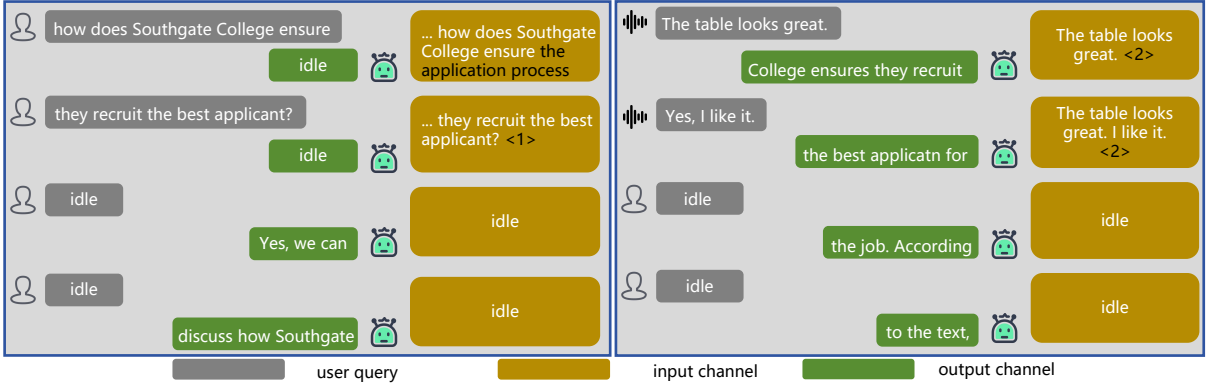 how does Southgate College ensure
idle
... how does Southgate
College ensure the
application process
they recruit the best applicant?
idle
... they recruit the best
applicant? <1>
idle
Yes, we can
idle
idle
discuss how Southgate
idle
The table looks great.
College ensures they recruit
The table looks
great. <2>
Yes, I like it.
the best applicatn for
The table looks
great. I like it.
<2>
idle
the job. According
idle
idle
to the text,
idle
user query
input channel
output channel